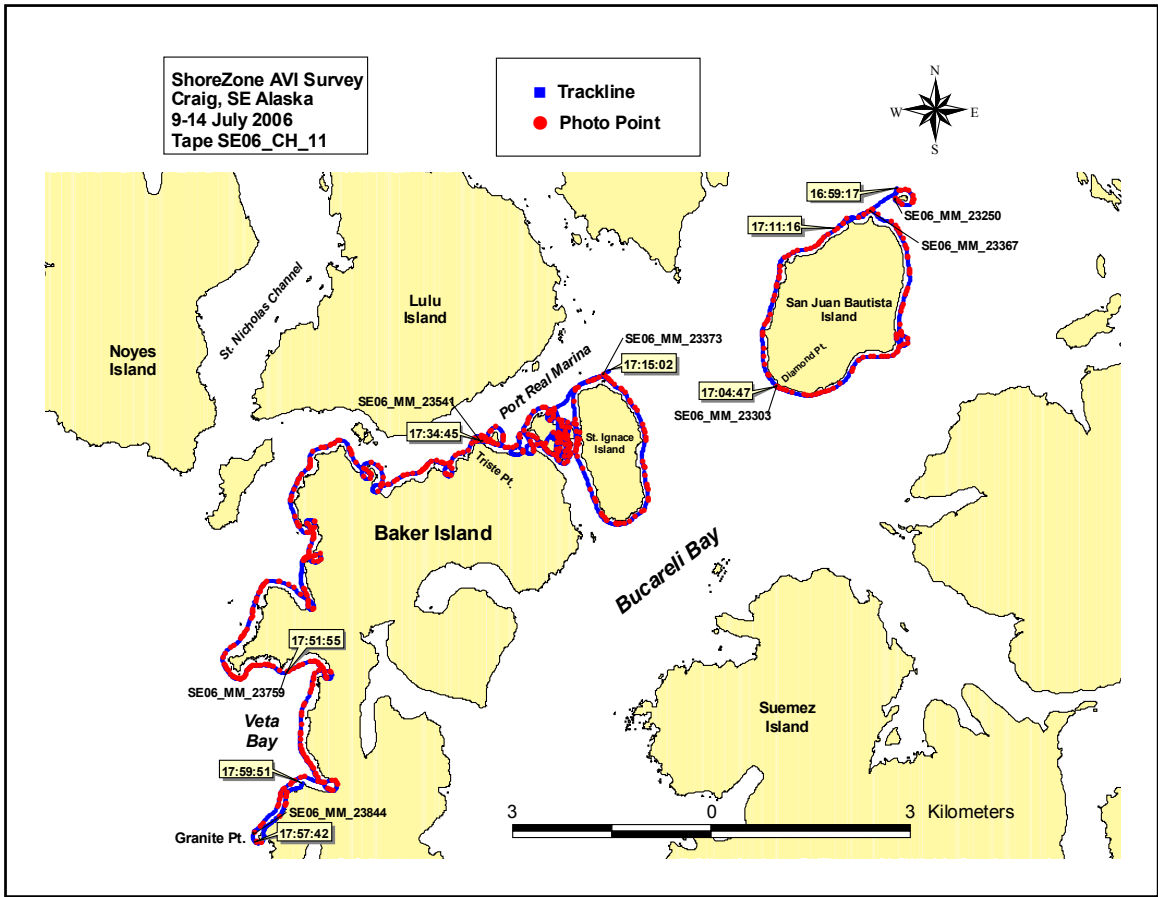 ShoreZone AVI Survey
Craig, SE Alaska
9-14 July 2006
Tape SE06_CH_11
Trackline
Photo Point
N
W
E
S
16:59:17
SE06_MM_23250
17:11:16
SE06_MM_23367
St. Nicholas Channel
Lulu
Island
San Juan Bautista
Island
Noyes
Island
SE06_MM_23373
Port Real Marina
17:15:02
Diamond Pt.
17:04:47
SE06_MM_23541
SE06_MM_23303
17:34:45
St. Ignace
Island
Triste Pt.
Baker Island
Bucareli Bay
17:51:55
SE06_MM_23759
Veta
Bay
Suemez
Island
17:59:51
SE06_MM_23844
Granite Pt.
17:57:42
3
0
3
Kilometers